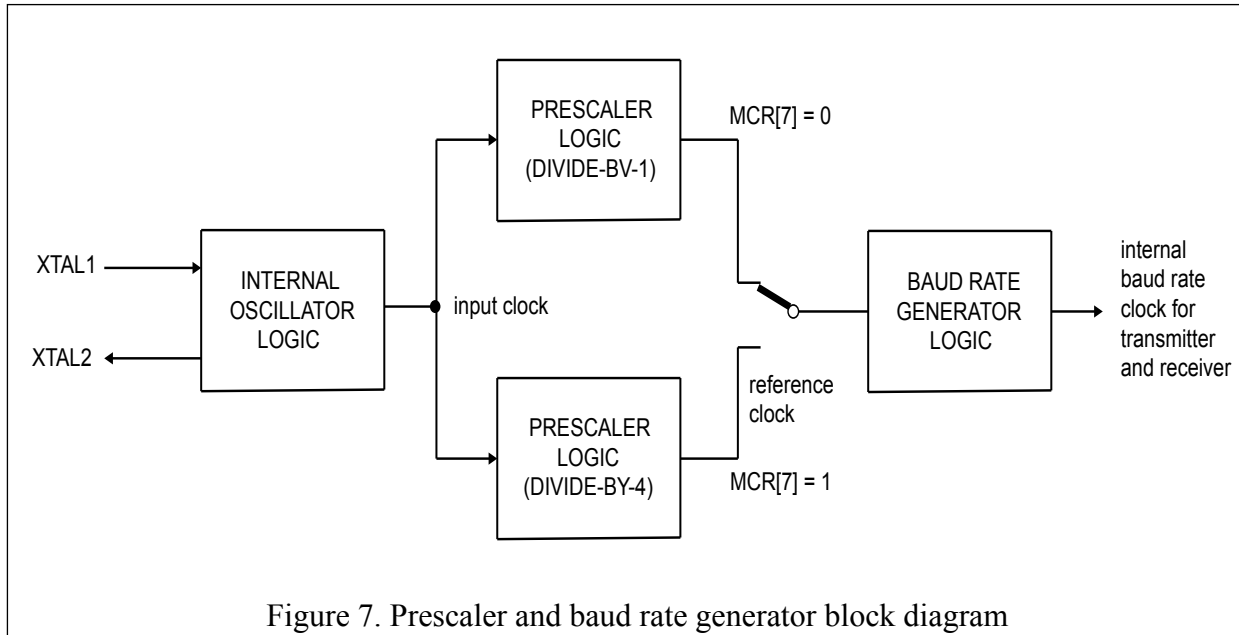 PRESCALER
LOGIC
(DIVIDE-BV-1)
MCR[7] = 0
XTAL1
XTAL2
INTERNAL
OSCILLATOR
LOGIC
input clock
BAUD RATE
GENERATOR
LOGIC
internal
baud rate
clock for
transmitter
and receiver
reference
clock
PRESCALER
LOGIC
(DIVIDE-BY-4)
MCR[7] = 1
Figure 7. Prescaler and baud rate generator block diagram